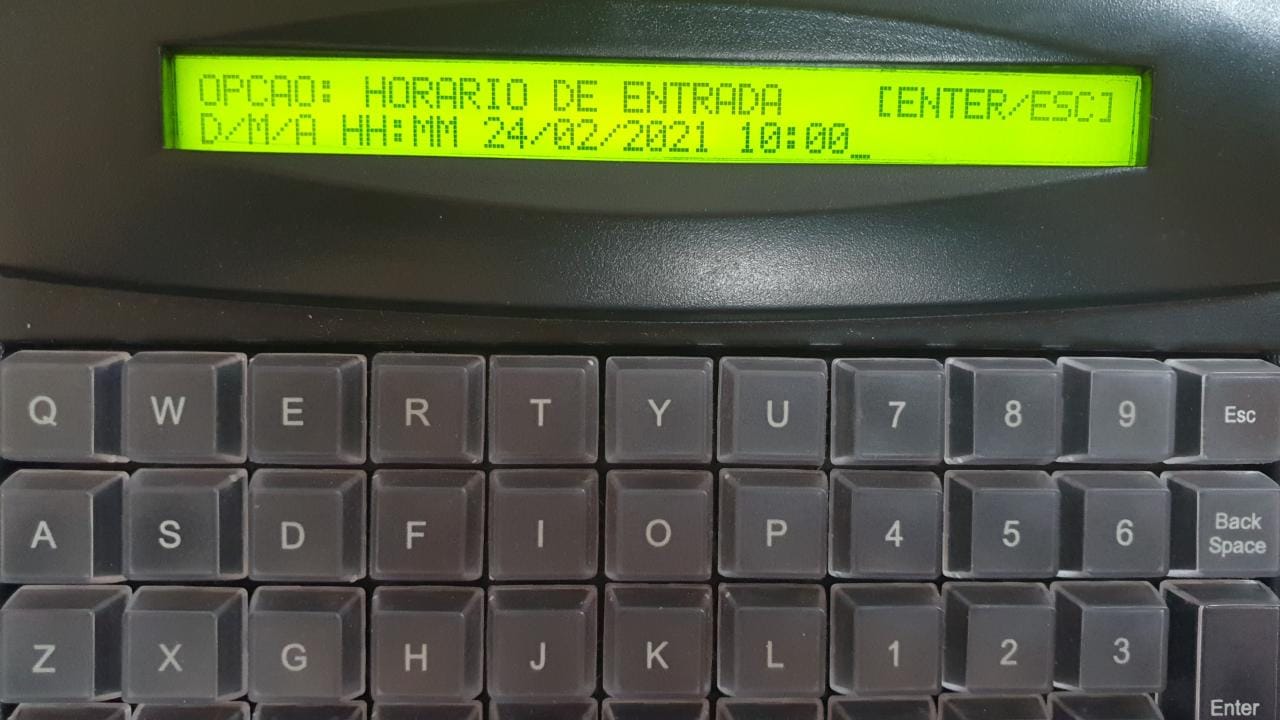 OPCAO: HORARIO DE ENTRADA [ENTER/ESC]
D/M/A HH:MM 24/02/2021 10:00_
Q W E R T Y U 7 8 9 Esc
A S D F I O P 4 5 6 Back Space
Z X G H J K L 1 2 3 Enter